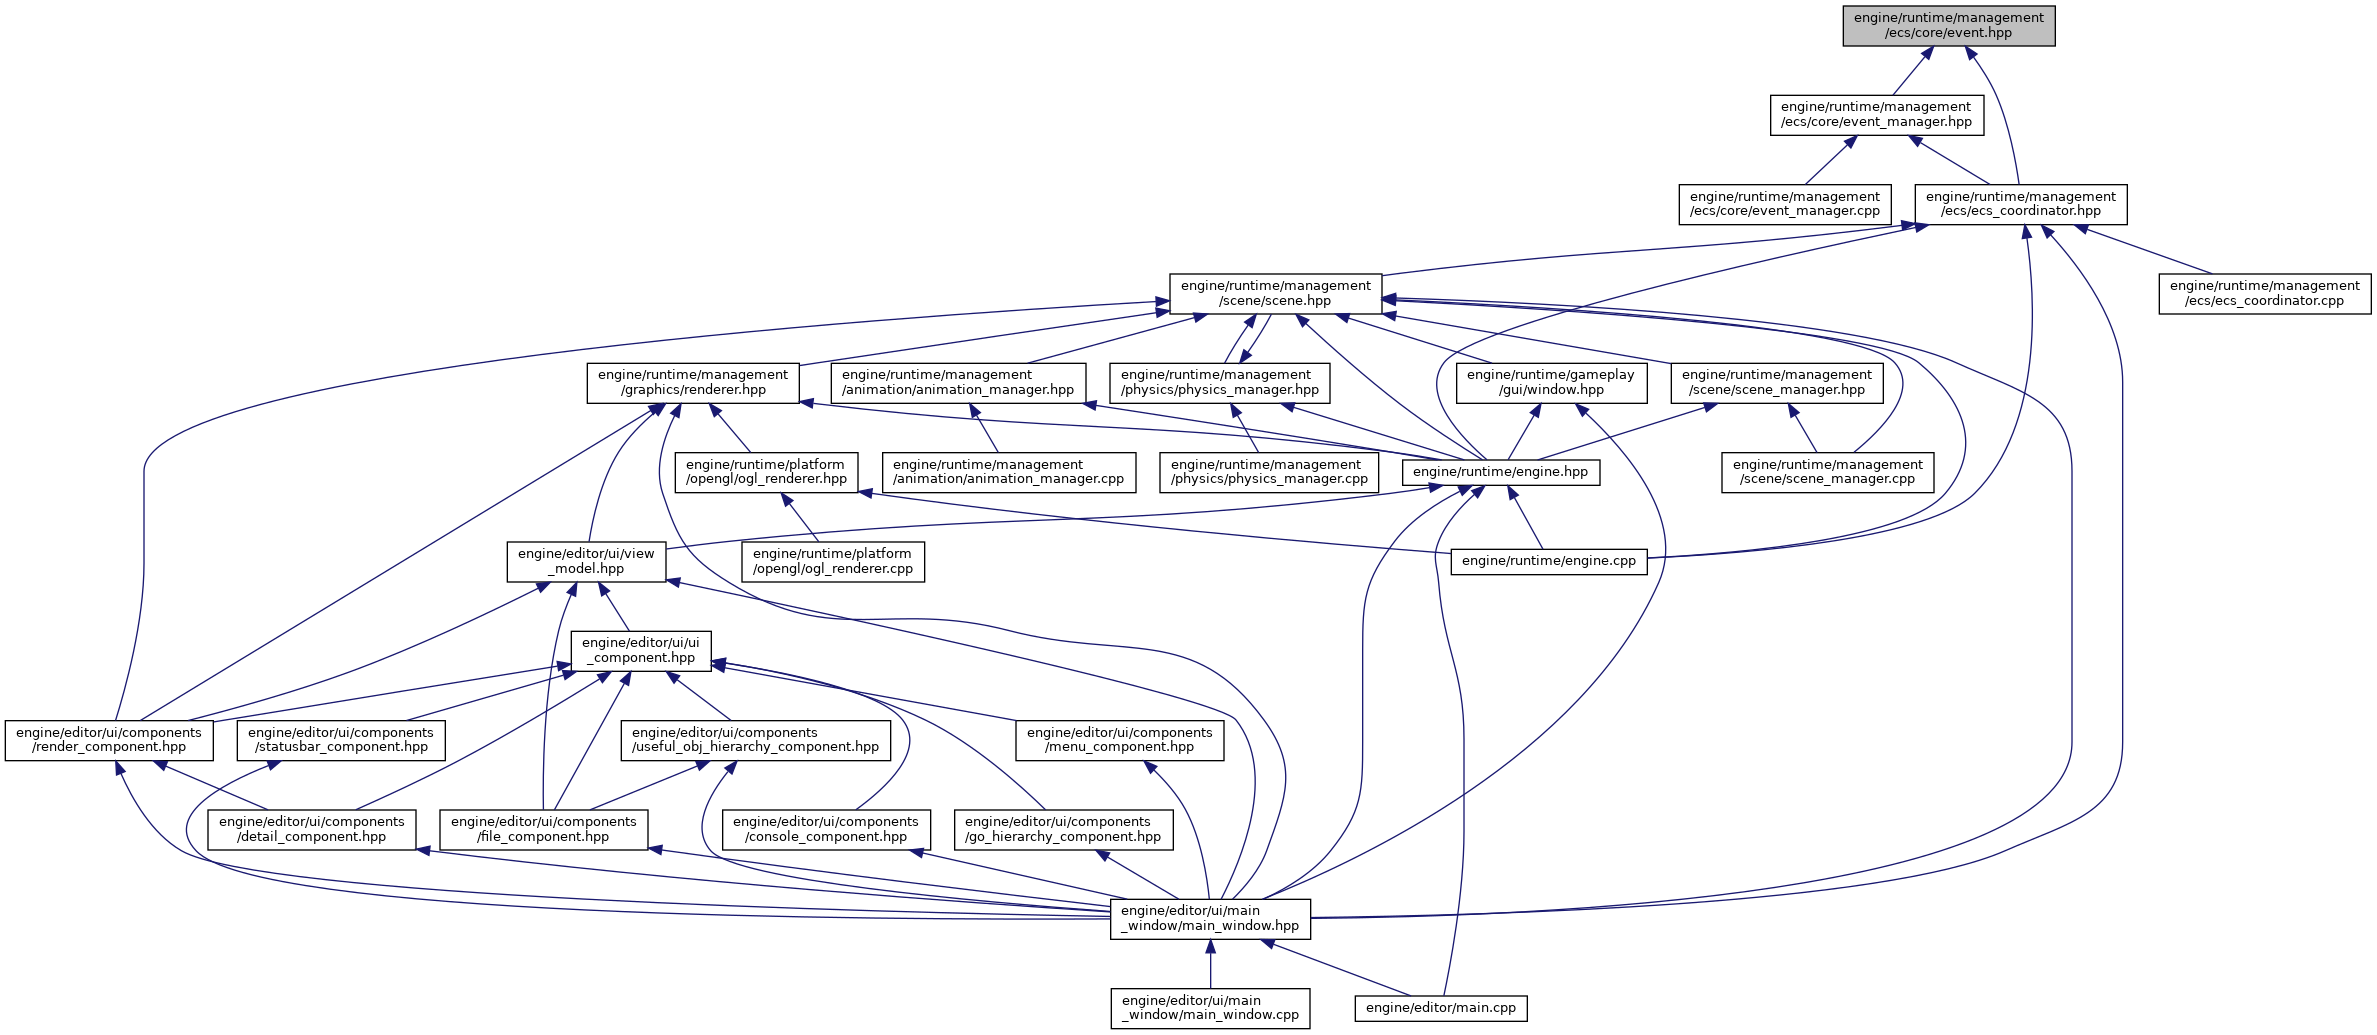 engine/runtime/management
/ecs/core/event.hpp
engine/runtime/management
/ecs/core/event_manager.hpp
engine/runtime/management
/ecs/core/event_manager.cpp
engine/runtime/management
/ecs/ecs_coordinator.hpp
engine/runtime/management
/scene/scene.hpp
engine/runtime/management
/ecs/ecs_coordinator.cpp
engine/runtime/management
/graphics/renderer.hpp
engine/runtime/management
/animation/animation_manager.hpp
engine/runtime/management
/physics/physics_manager.hpp
engine/runtime/gameplay
/gui/window.hpp
engine/runtime/management
/scene/scene_manager.hpp
engine/runtime/platform
/opengl/ogl_renderer.hpp
engine/runtime/management
/animation/animation_manager.cpp
engine/runtime/management
/physics/physics_manager.cpp
engine/runtime/engine.hpp
engine/runtime/management
/scene/scene_manager.cpp
engine/editor/ui/view
_model.hpp
engine/runtime/platform
/opengl/ogl_renderer.cpp
engine/runtime/engine.cpp
engine/editor/ui/ui
_component.hpp
engine/editor/ui/components
/render_component.hpp
engine/editor/ui/components
/statusbar_component.hpp
engine/editor/ui/components
/useful_obj_hierarchy_component.hpp
engine/editor/ui/components
/menu_component.hpp
engine/editor/ui/components
/detail_component.hpp
engine/editor/ui/components
/file_component.hpp
engine/editor/ui/components
/console_component.hpp
engine/editor/ui/components
/go_hierarchy_component.hpp
engine/editor/ui/main
_window/main_window.hpp
engine/editor/ui/main
_window/main_window.cpp
engine/editor/main.cpp